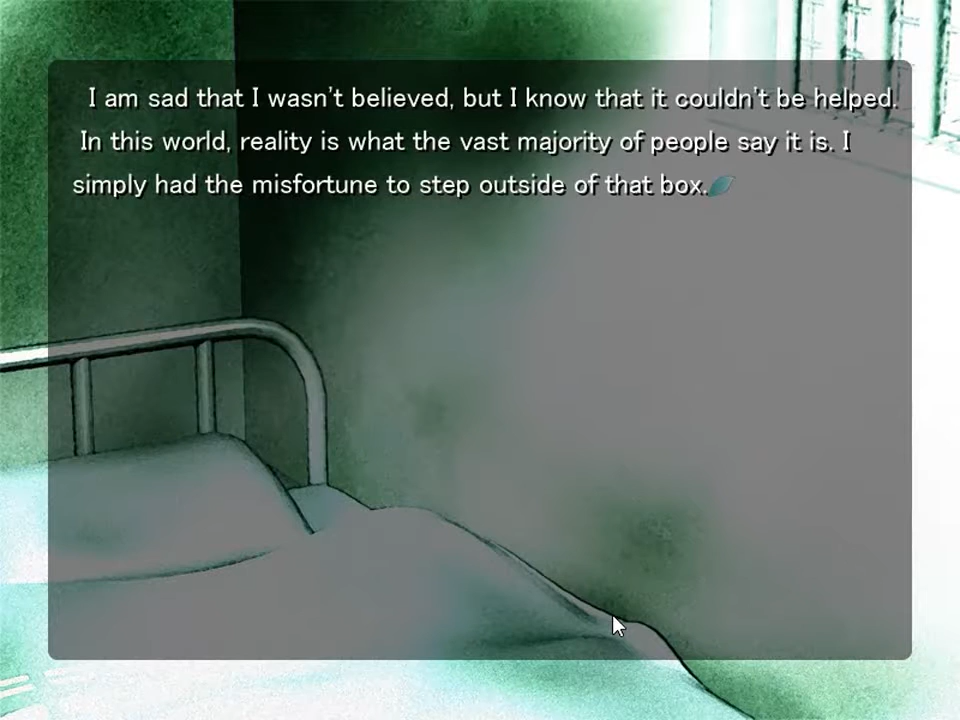 I am sad that I wasn't believed, but I know that it couldn't be helped.
In this world, reality is what the vast majority of people say it is. I
simply had the misfortune to step outside of that box.